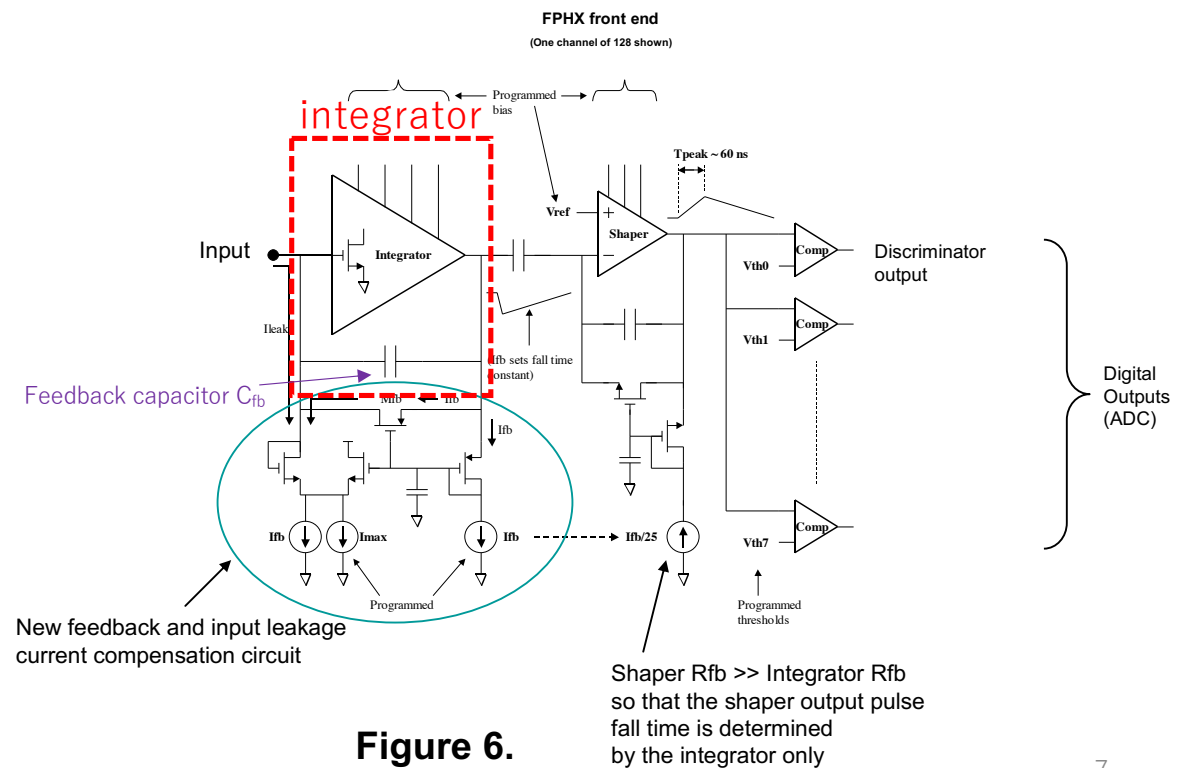 FPHX front end
(One channel of 128 shown)
Programmed
bias
integrator
Tpeak ~ 60 ns
Vref
+
Shaper
−
Input
Integrator
Comp
Vth0
Discriminator
output
Ileak
(Ifb sets fall time
constant)
Comp
Vth1
Feedback capacitor Cfb
Ifb
Ifb
Digital
Outputs
(ADC)
Ifb
Imax
Ifb
Ifb/25
Comp
Vth7
Programmed
Programmed
thresholds
New feedback and input leakage
current compensation circuit
Shaper Rfb >> Integrator Rfb
so that the shaper output pulse
fall time is determined
by the integrator only
Figure 6.
7